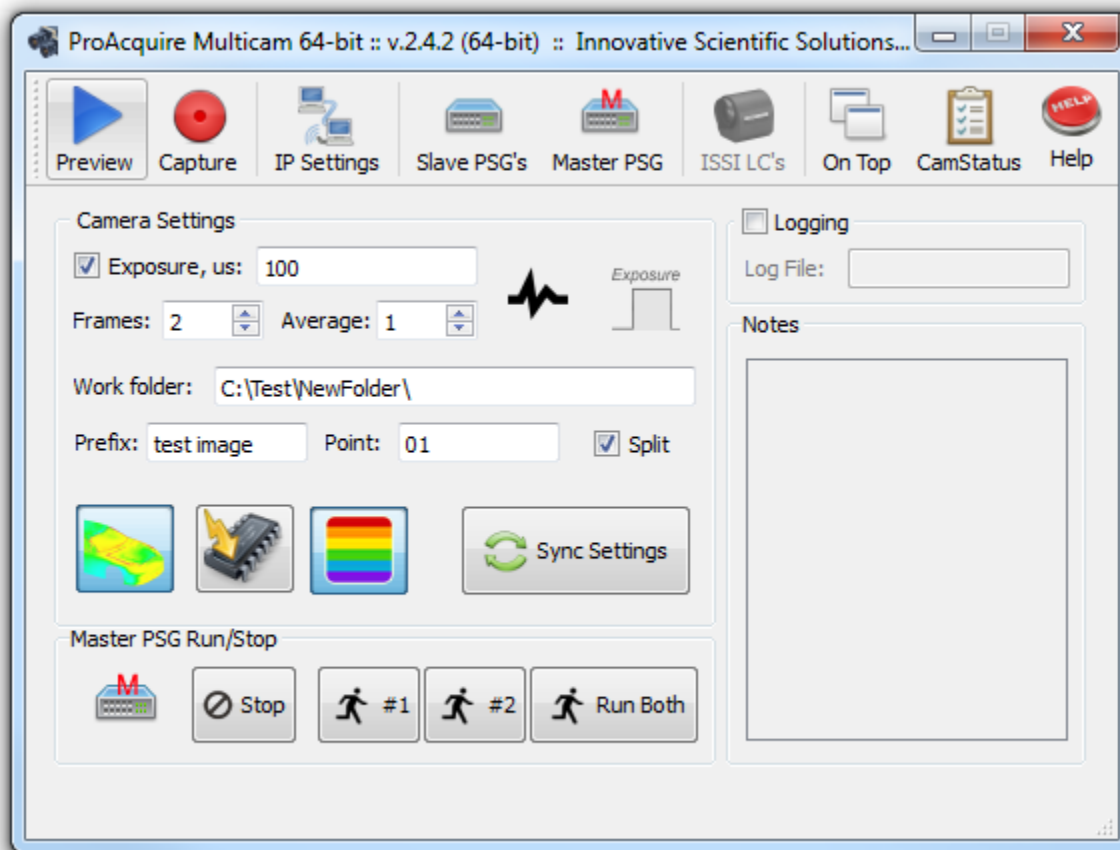 ProAcquire Multicam 64-bit :: v.2.4.2 (64-bit) :: Innovative Scientific Solutions...
Preview Capture IP Settings Slave PSG's M Master PSG ISSI LC's On Top CamStatus HELP Help
Camera Settings
Exposure, us: 100
Exposure
Frames: 2 Average: 1
Work folder: C:\Test\NewFolder\
Prefix: test image Point: 01 Split
Sync Settings
Master PSG Run/Stop
M Stop #1 #2 Run Both
Logging
Log File:
Notes